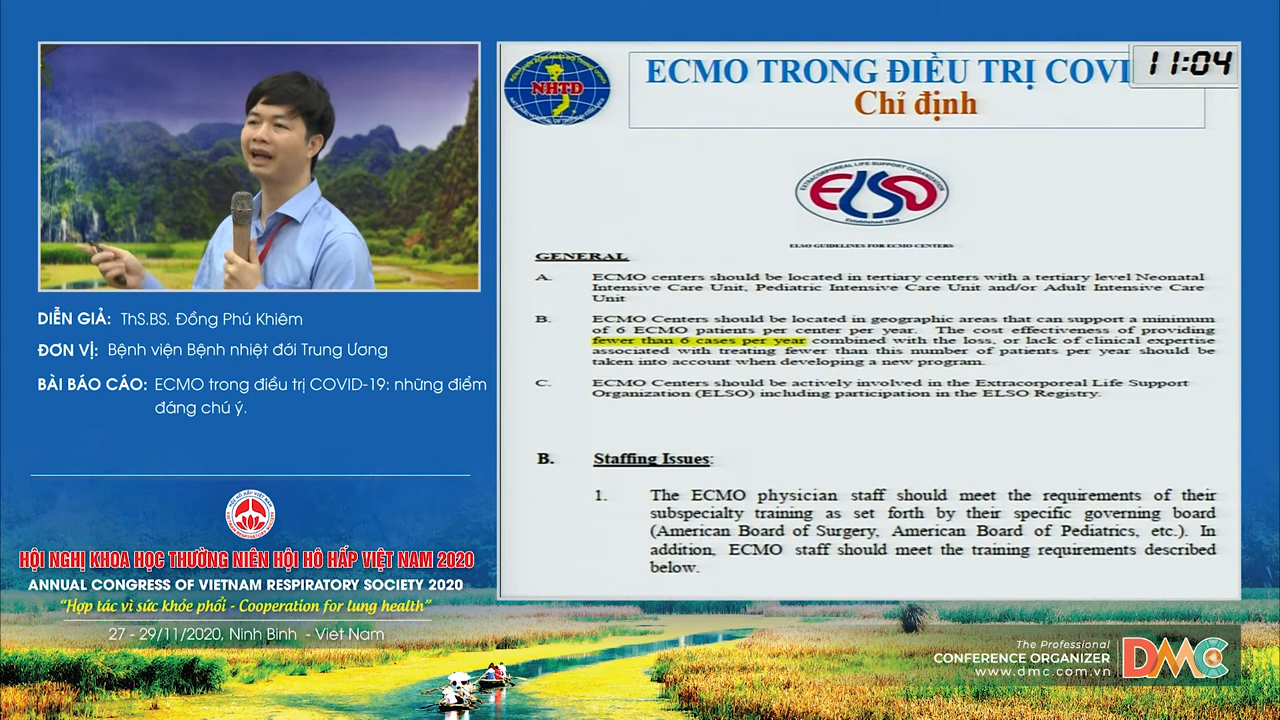 DIỄN GIẢ: ThS.BS. Đồng Phú Khiêm
ĐƠN VỊ: Bệnh viện Bệnh nhiệt đới Trung Ương
BÀI BÁO CÁO: ECMO trong điều trị COVID-19: những điểm
đáng chú ý.
HỘI HÔ HẤP VIỆT NAM
HỘI NGHỊ KHOA HỌC THƯỜNG NIÊN HỘI HÔ HẤP VIỆT NAM 2020
ANNUAL CONGRESS OF VIETNAM RESPIRATORY SOCIETY 2020
“Hợp tác vì sức khỏe phổi - Cooperation for lung health”
27 - 29/11/2020, Ninh Binh - Viet Nam
NHTD
ECMO TRONG ĐIỀU TRỊ COVI
11:04
Chỉ định
EXTRACORPOREAL LIFE SUPPORT ORGANIZATION
ELSO
Established 1989
ELSO GUIDELINES FOR ECMO CENTERS
GENERAL
A. ECMO centers should be located in tertiary centers with a tertiary level Neonatal
Intensive Care Unit, Pediatric Intensive Care Unit and/or Adult Intensive Care
Unit
B. ECMO Centers should be located in geographic areas that can support a minimum
of 6 ECMO patients per center per year. The cost effectiveness of providing
fewer than 6 cases per year combined with the loss, or lack of clinical expertise
associated with treating fewer than this number of patients per year should be
taken into account when developing a new program.
C. ECMO Centers should be actively involved in the Extracorporeal Life Support
Organization (ELSO) including participation in the ELSO Registry.
B. Staffing Issues:
1. The ECMO physician staff should meet the requirements of their
subspecialty training as set forth by their specific governing board
(American Board of Surgery, American Board of Pediatrics, etc.). In
addition, ECMO staff should meet the training requirements described
below.
The Professional
CONFERENCE ORGANIZER
www.dmc.com.vn
DMC